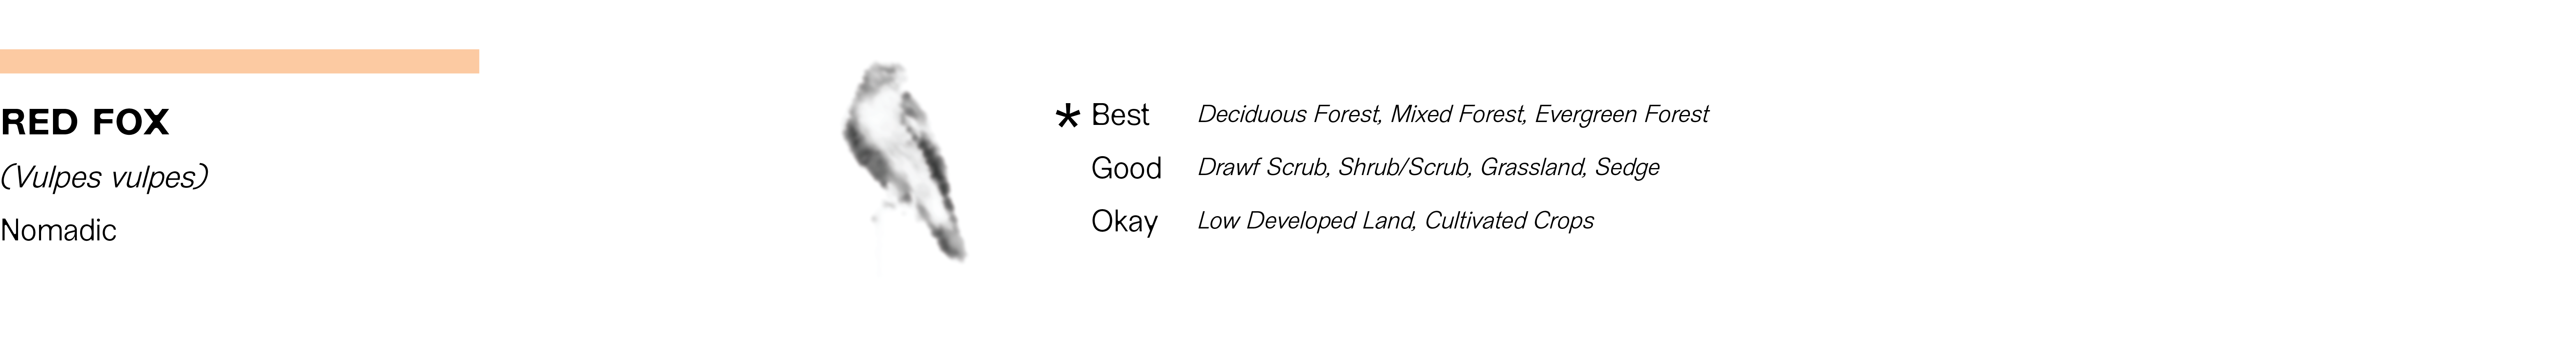 RED FOX
(Vulpes vulpes)
Nomadic
* Best Deciduous Forest, Mixed Forest, Evergreen Forest
Good Drawf Scrub, Shrub/Scrub, Grassland, Sedge
Okay Low Developed Land, Cultivated Crops